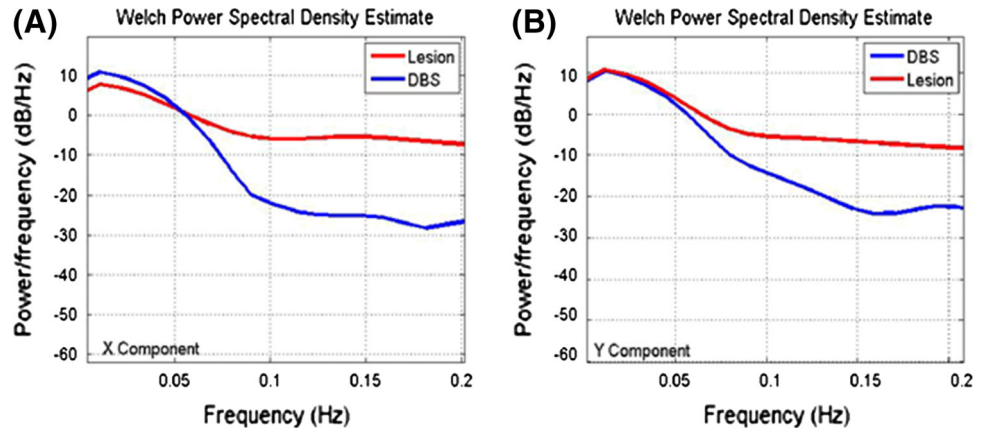 (A)
Welch Power Spectral Density Estimate
Lesion
DBS
Power/frequency (dB/Hz)
10
0
-10
-20
-30
-40
-50
-60
X Component
0.05
0.1
0.15
0.2
Frequency (Hz)
(B)
Welch Power Spectral Density Estimate
DBS
Lesion
Power/frequency (dB/Hz)
10
0
-10
-20
-30
-40
-50
-60
Y Component
0.05
0.1
0.15
0.2
Frequency (Hz)